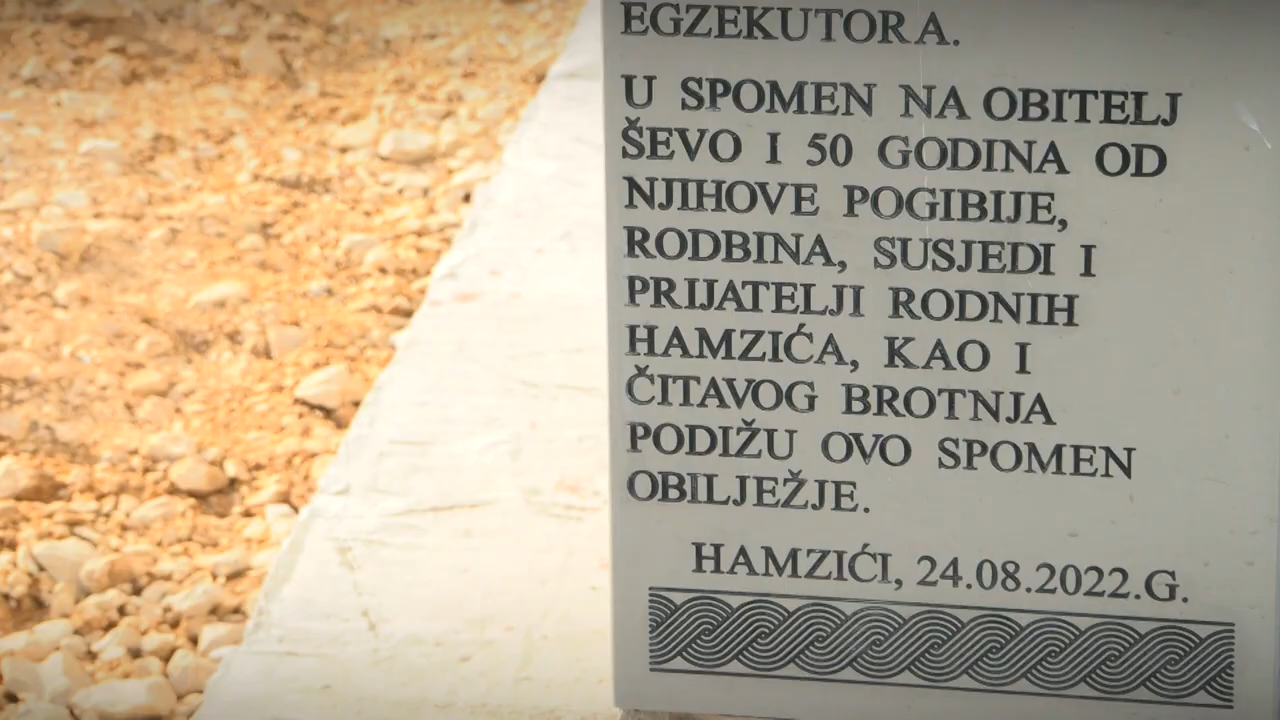 EGZEKUTORA.
U SPOMEN NA OBITELJ
ŠEVO I 50 GODINA OD
NJIHOVE POGIBIJE,
RODBINA, SUSJEDI I
PRIJATELJI RODNIH
HAMZIĆA, KAO I
ČITAVOG BROTNJA
PODIŽU OVO SPOMEN
OBILJEŽJE.
HAMZIĆI, 24.08.2022.G.